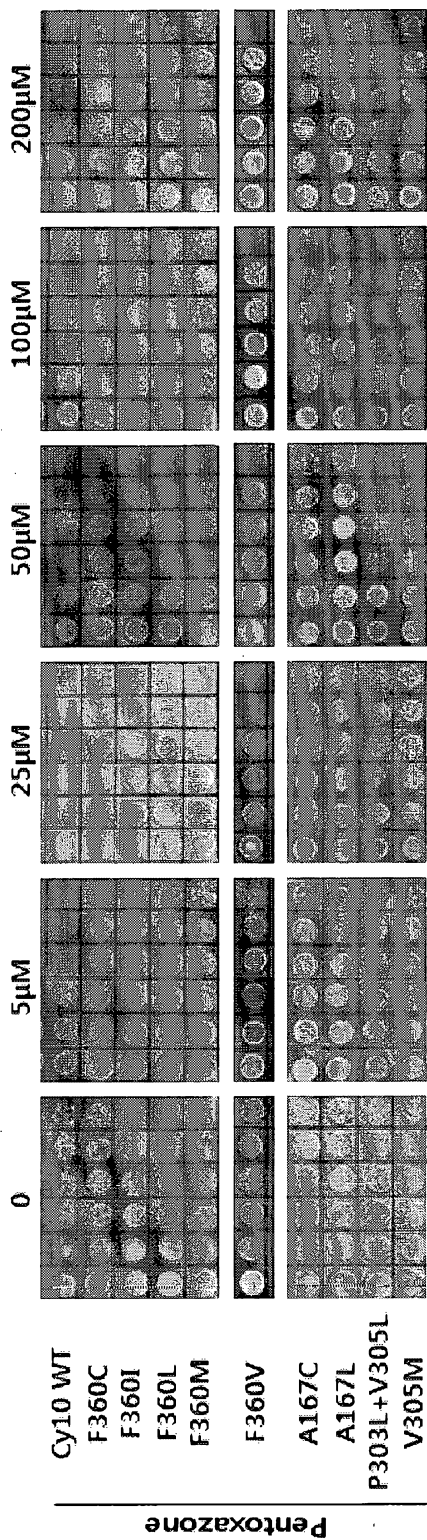 0 5μM 25μM 50μM 100μM 200μM
Pentoxazone
Cy10 WT
F360C
F360I
F360L
F360M
F360V
A167C
A167L
P303L+V305L
V305M